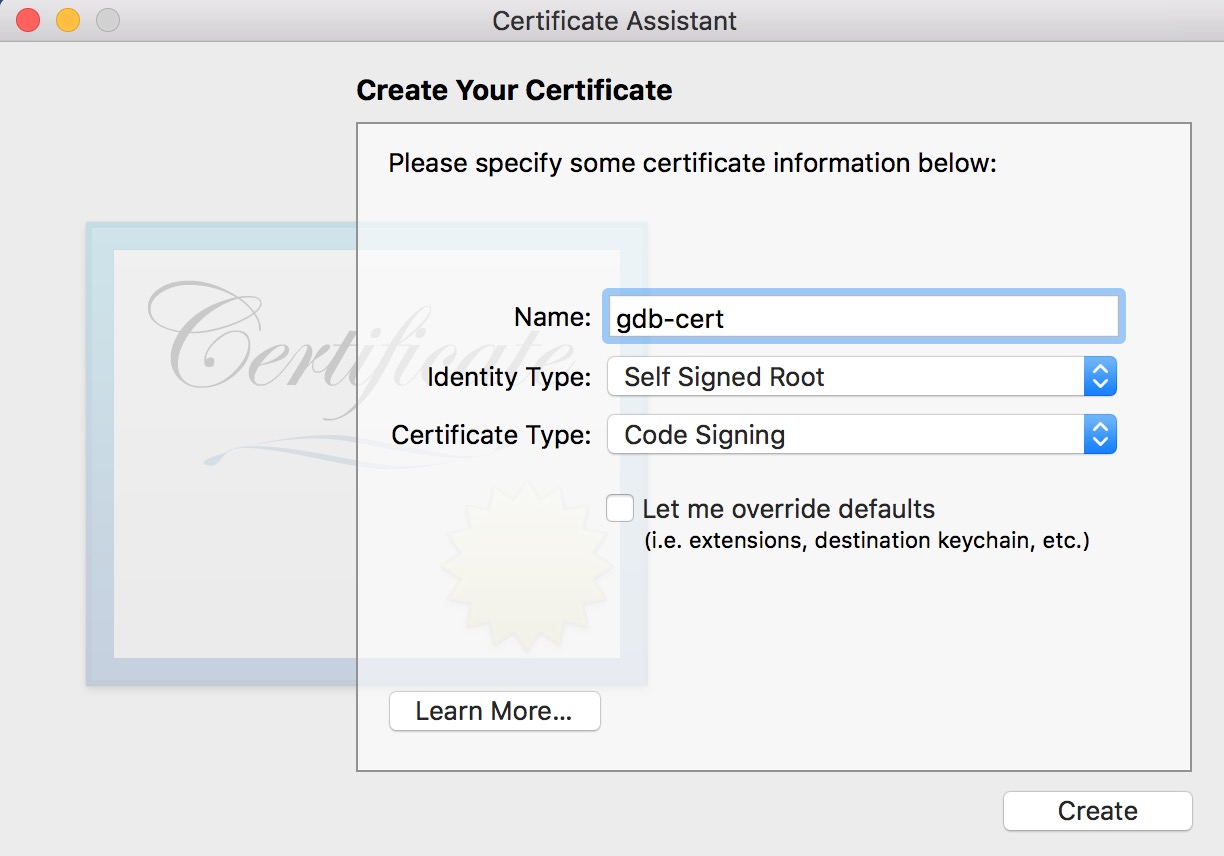 Certificate Assistant
Create Your Certificate
Please specify some certificate information below:
Certificate
Name: gdb-cert
Identity Type: Self Signed Root
Certificate Type: Code Signing
Let me override defaults
(i.e. extensions, destination keychain, etc.)
Learn More...
Create